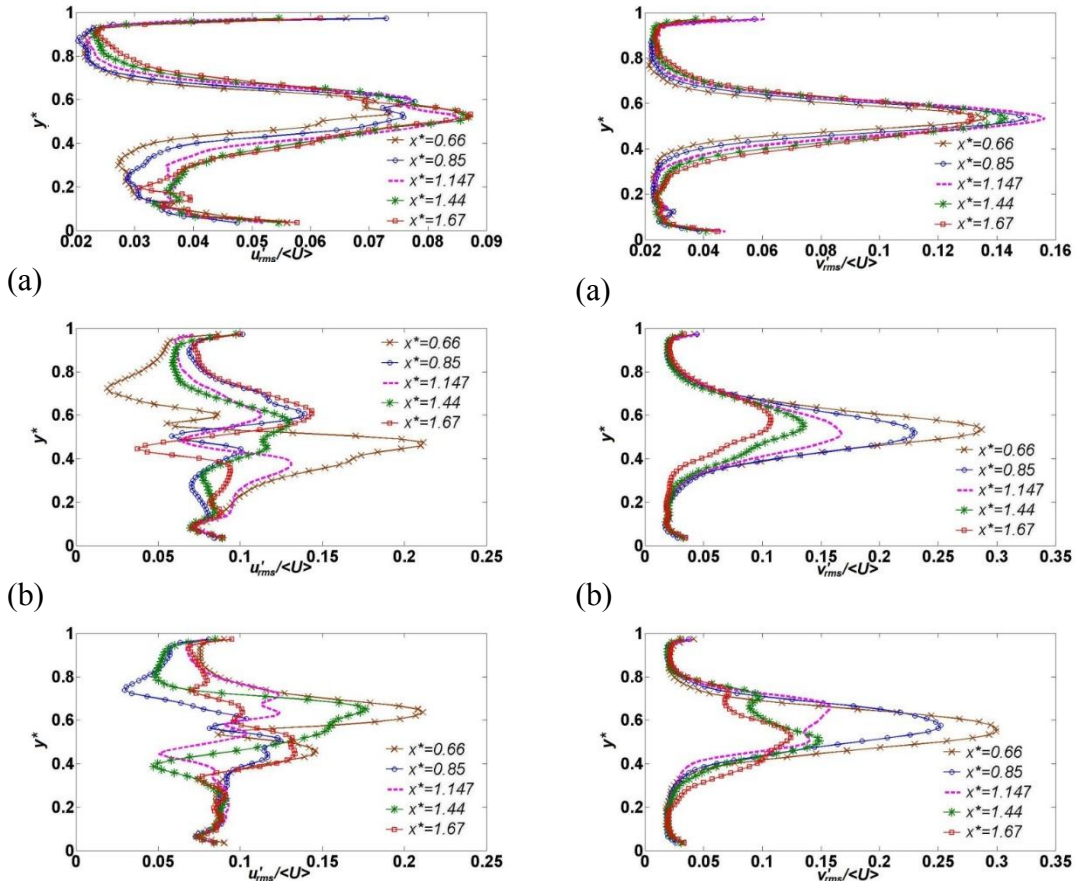 1
0.8
0.6
y*
0.4
0.2
0
x*=0.66
x*=0.85
x*=1.147
x*=1.44
x*=1.67
0.02 0.03 0.04 0.05 0.06 0.07 0.08 0.09
u'rms/<U>
(a)
1
0.8
0.6
y*
0.4
0.2
0
x*=0.66
x*=0.85
x*=1.147
x*=1.44
x*=1.67
0.02 0.04 0.06 0.08 0.1 0.12 0.14 0.16
v'rms/<U>
(a)
1
0.8
0.6
y*
0.4
0.2
0
x*=0.66
x*=0.85
x*=1.147
x*=1.44
x*=1.67
0 0.05 0.1 0.15 0.2 0.25
u'rms/<U>
(b)
1
0.8
0.6
y*
0.4
0.2
0
x*=0.66
x*=0.85
x*=1.147
x*=1.44
x*=1.67
0 0.05 0.1 0.15 0.2 0.25 0.3 0.35
v'rms/<U>
(b)
1
0.8
0.6
y*
0.4
0.2
0
x*=0.66
x*=0.85
x*=1.147
x*=1.44
x*=1.67
0 0.05 0.1 0.15 0.2 0.25
u'rms/<U>
1
0.8
0.6
y*
0.4
0.2
0
x*=0.66
x*=0.85
x*=1.147
x*=1.44
x*=1.67
0 0.05 0.1 0.15 0.2 0.25 0.3 0.35
v'rms/<U>